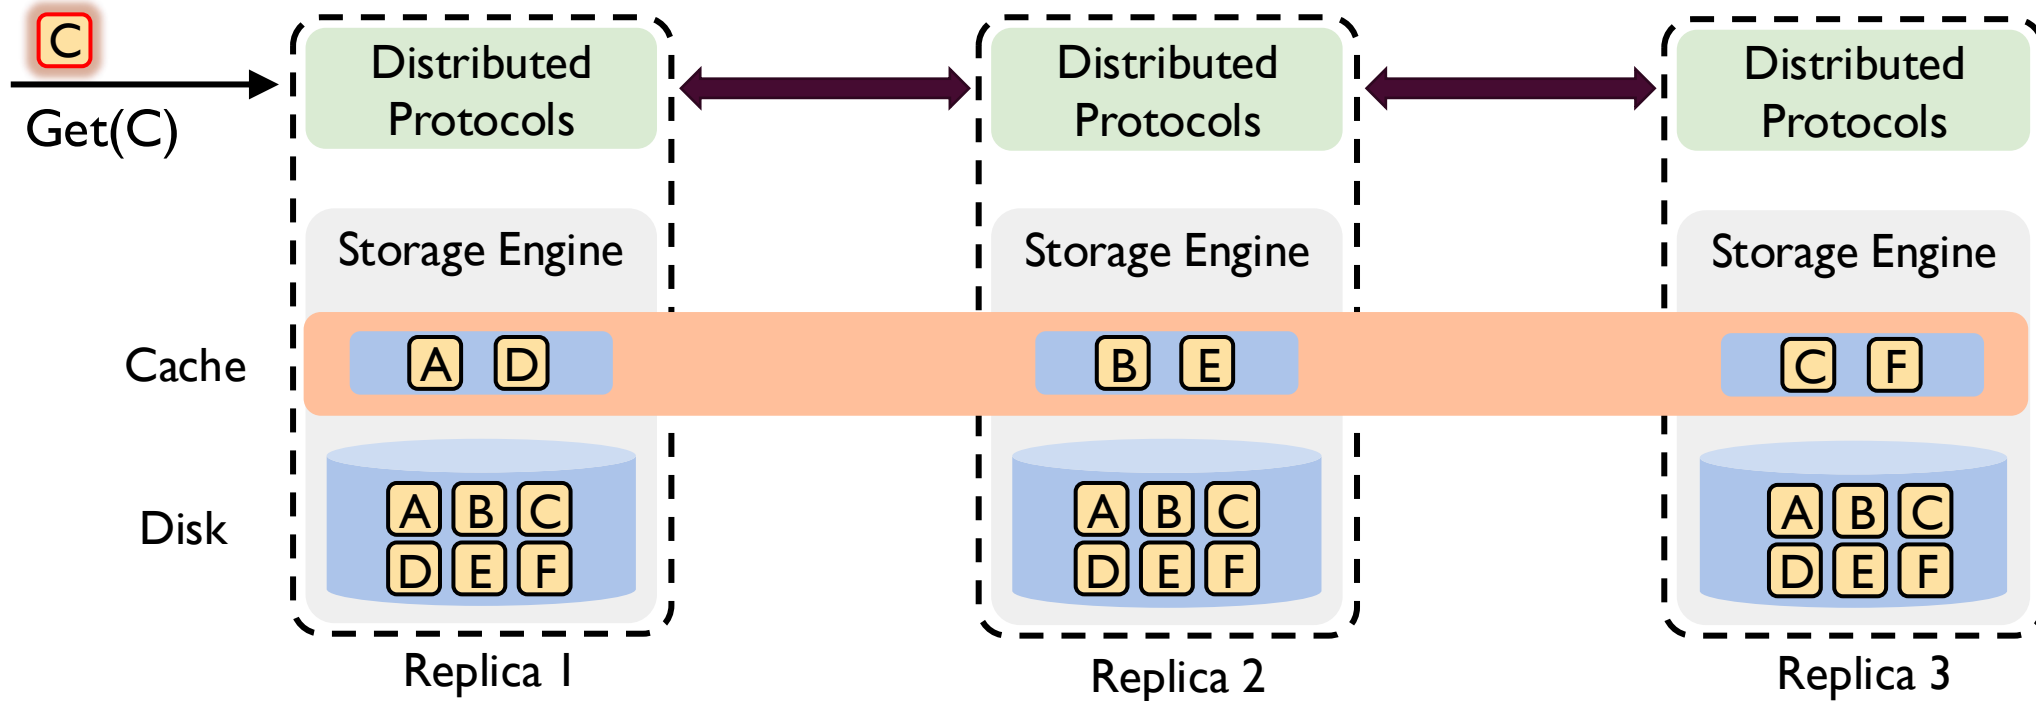 C
Get(C)
Distributed
Protocols
Distributed
Protocols
Distributed
Protocols
Storage Engine
Storage Engine
Storage Engine
Cache
A D
B E
C F
Disk
A B C
D E F
A B C
D E F
A B C
D E F
Replica 1
Replica 2
Replica 3